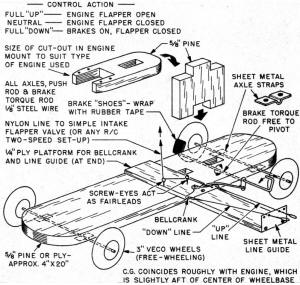 CONTROL ACTION
FULL "UP" — ENGINE FLAPPER OPEN
NEUTRAL — ENGINE FLAPPER CLOSED
FULL "DOWN" — BRAKES ON, FLAPPER CLOSED
SIZE OF CUT-OUT IN ENGINE
MOUNT TO SUIT TYPE
OF ENGINE USED
5/8" PINE
ALL AXLES, PUSH
ROD & BRAKE
TORQUE ROD
1/8" STEEL WIRE
SHEET METAL
AXLE STRAPS
BRAKE "SHOES" - WRAP
WITH RUBBER TAPE
BRAKE TORQUE
ROD FREE TO
PIVOT
NYLON LINE TO SIMPLE INTAKE
FLAPPER VALVE (OR ANY R/C
TWO-SPEED SET-UP)
1/4" PLY PLATFORM FOR BELLCRANK
AND LINE GUIDE (AT END)
SCREW-EYES ACT
AS FAIRLEADS
BELLCRANK
"DOWN" LINE
"UP"
LINE
SHEET METAL
LINE GUIDE
5/8" PINE OR PLY-
APPROX. 4" X 20"
3" VECO WHEELS
(FREE-WHEELING)
C.G. COINCIDES ROUGHLY WITH ENGINE, WHICH
IS SLIGHTLY AFT OF CENTER OF WHEELBASE